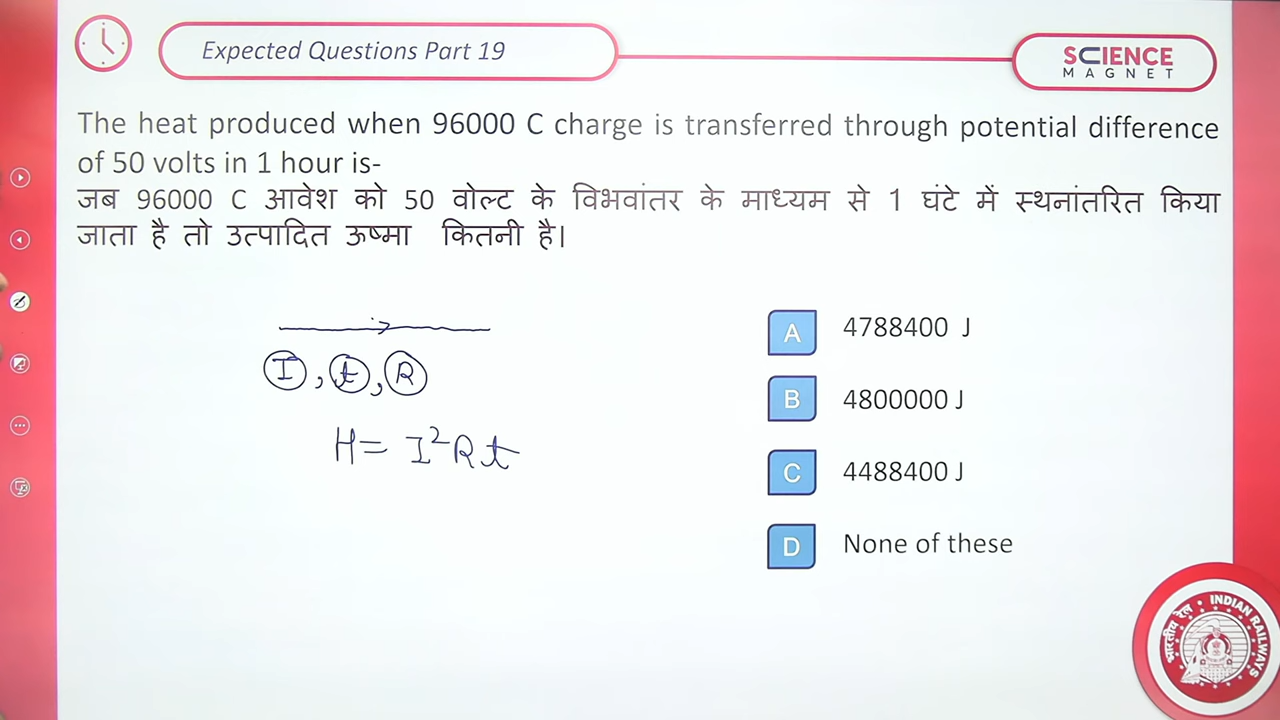 Expected Questions Part 19
SCIENCE
MAGNET
The heat produced when 96000 C charge is transferred through potential difference
of 50 volts in 1 hour is-
जब 96000 C आवेश को 50 वोल्ट के विभवांतर के माध्यम से 1 घंटे में स्थनांतरित किया
जाता है तो उत्पादित ऊष्मा कितनी है।
I, t, R
H= I²Rt
A 4788400 J
B 4800000 J
C 4488400 J
D None of these
भारतीय रेल • INDIAN RAILWAYS